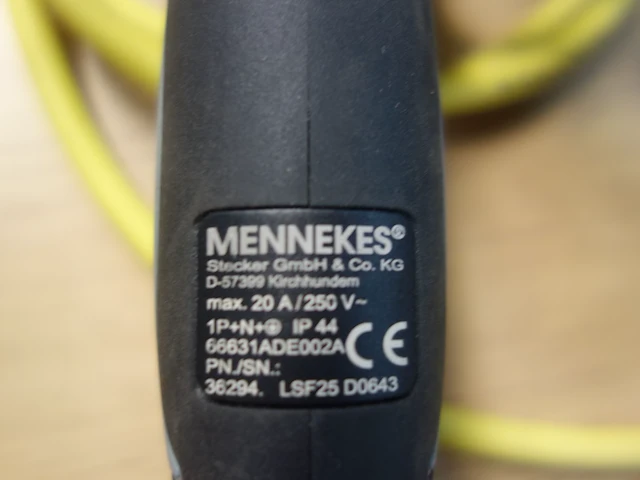 MENNEKES®
Stecker GmbH & Co. KG
D-57399 Kirchhundem
max. 20 A / 250 V~
1P+N+⏚ IP 44
66631ADE002A CE
PN./SN.:
36294. LSF25 D0643